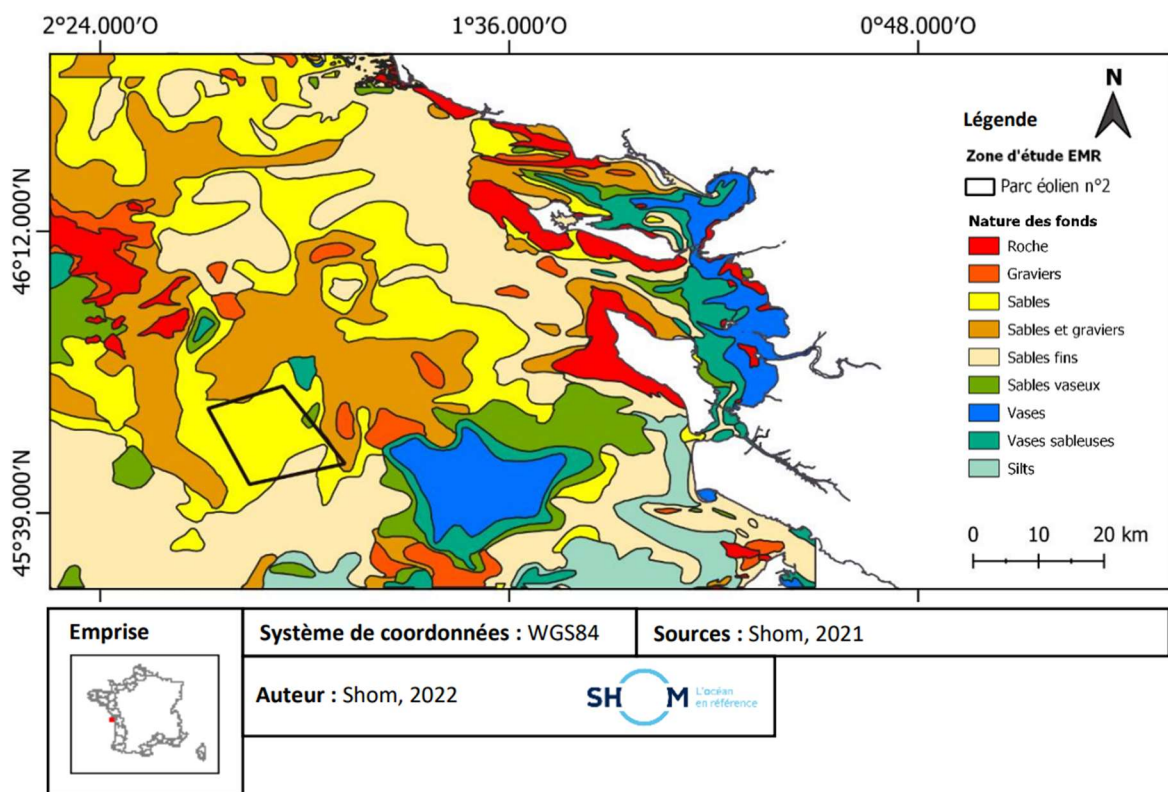 2°24.000′O 1°36.000′O 0°48.000′O
46°12.000′N
45°39.000′N
N
Légende
Zone d'étude EMR
Parc éolien n°2
Nature des fonds
Roche
Graviers
Sables
Sables et graviers
Sables fins
Sables vaseux
Vases
Vases sableuses
Silts
0 10 20 km
Emprise
Système de coordonnées : WGS84
Sources : Shom, 2021
Auteur : Shom, 2022
SHOM
L'océan
en référence